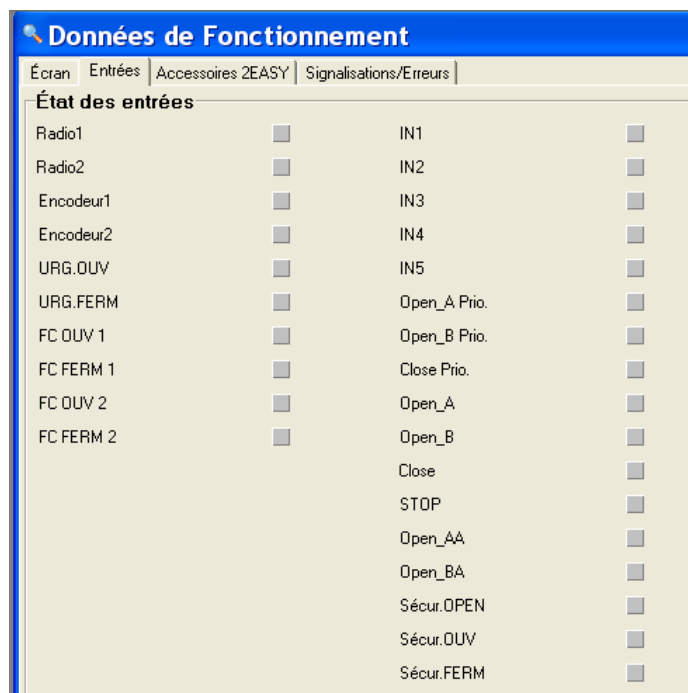 Données de Fonctionnement
Écran Entrées Accessoires 2EASY Signalisations/Erreurs
État des entrées
Radio1 IN1
Radio2 IN2
Encodeur1 IN3
Encodeur2 IN4
URG.OUV IN5
URG.FERM Open_A Prio.
FC OUV 1 Open_B Prio.
FC FERM 1 Close Prio.
FC OUV 2 Open_A
FC FERM 2 Open_B
Close
STOP
Open_AA
Open_BA
Sécur.OPEN
Sécur.OUV
Sécur.FERM